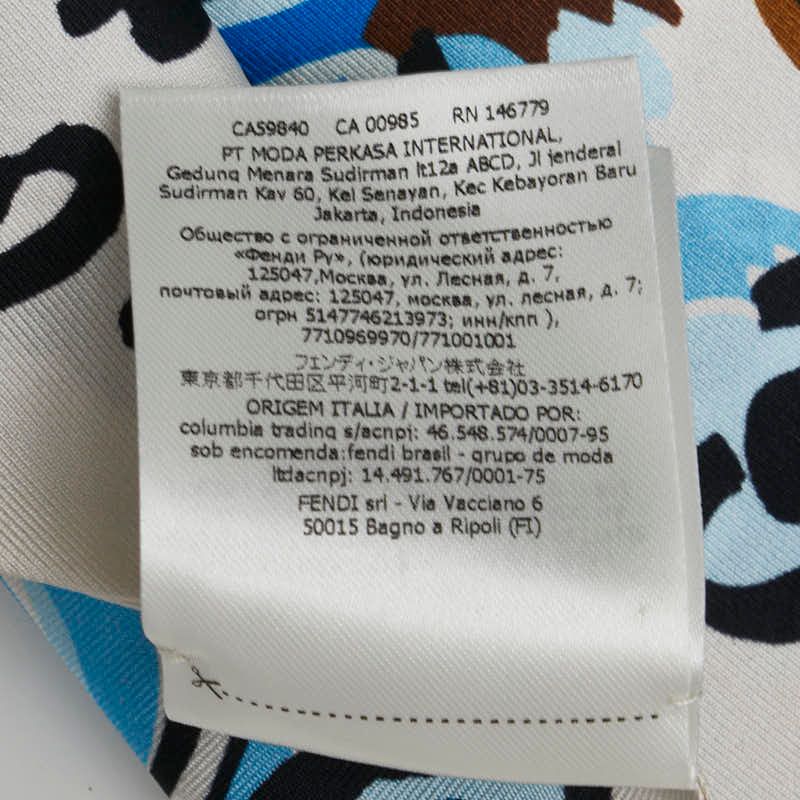 CA59840 CA 00985 RN 146779
PT MODA PERKASA INTERNATIONAL,
Gedung Menara Sudirman lt12a ABCD, Jl jenderal
Sudirman Kav 60, Kel Senayan, Kec Kebayoran Baru
Jakarta, Indonesia
Общество с ограниченной ответственностью
«Фенди Ру», (юридический адрес:
125047,Москва, ул. Лесная, д. 7,
почтовый адрес: 125047, москва, ул. лесная, д. 7;
огрн 5147746213973; инн/кпп ),
7710969970/771001001
フェンディ・ジャパン株式会社
東京都千代田区平河町2-1-1 tel(+81)03-3514-6170
ORIGEM ITALIA / IMPORTADO POR:
columbia trading s/acnpj: 46.548.574/0007-95
sob encomenda:fendi brasil - grupo de moda
ltdacnpj: 14.491.767/0001-75
FENDI srl - Via Vacciano 6
50015 Bagno a Ripoli (FI)